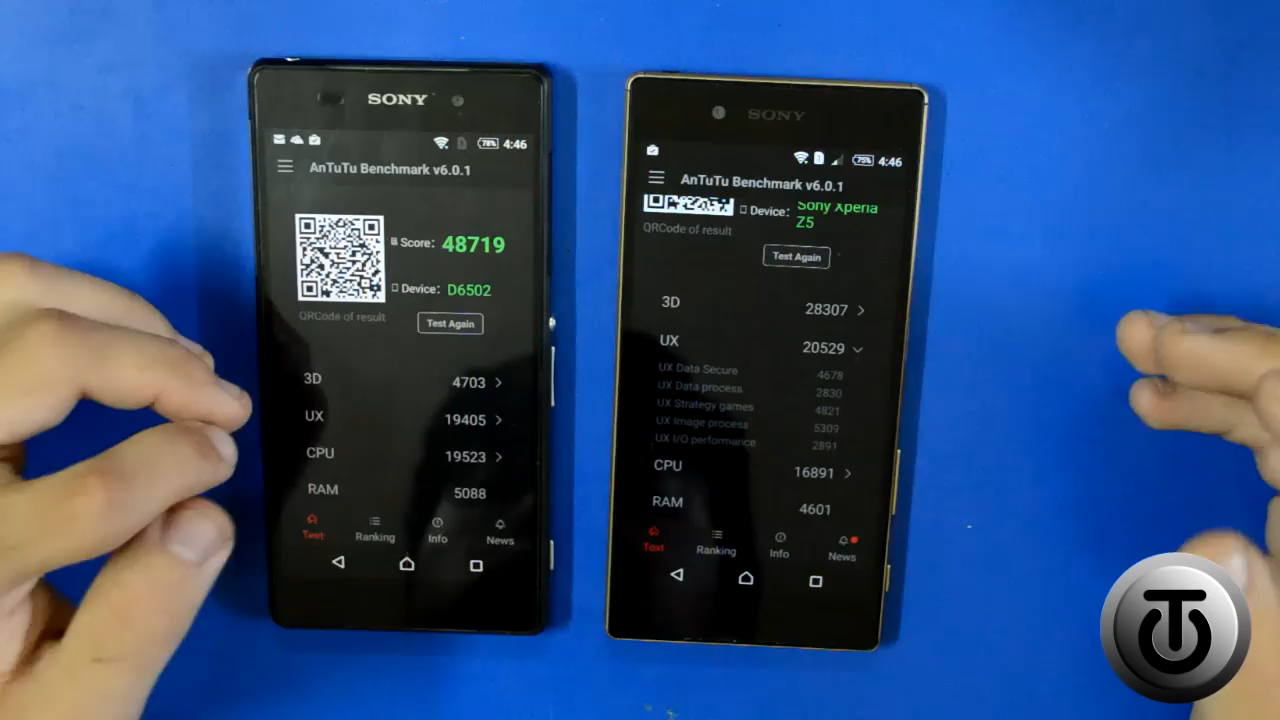 SONY
78% 4:46
AnTuTu Benchmark v6.0.1
Score: 48719
Device: D6502
QRCode of result
Test Again
3D 4703
UX 19405
CPU 19523
RAM 5088
Test Ranking Info News
SONY
75% 4:46
AnTuTu Benchmark v6.0.1
Device: Sony Xperia
Z5
QRCode of result
Test Again
3D 28307
UX 20529
UX Data Secure 4678
UX Data process 2830
UX Strategy games 4821
UX Image process 5309
UX I/O performance 2891
CPU 16891
RAM 4601
Test Ranking Info News